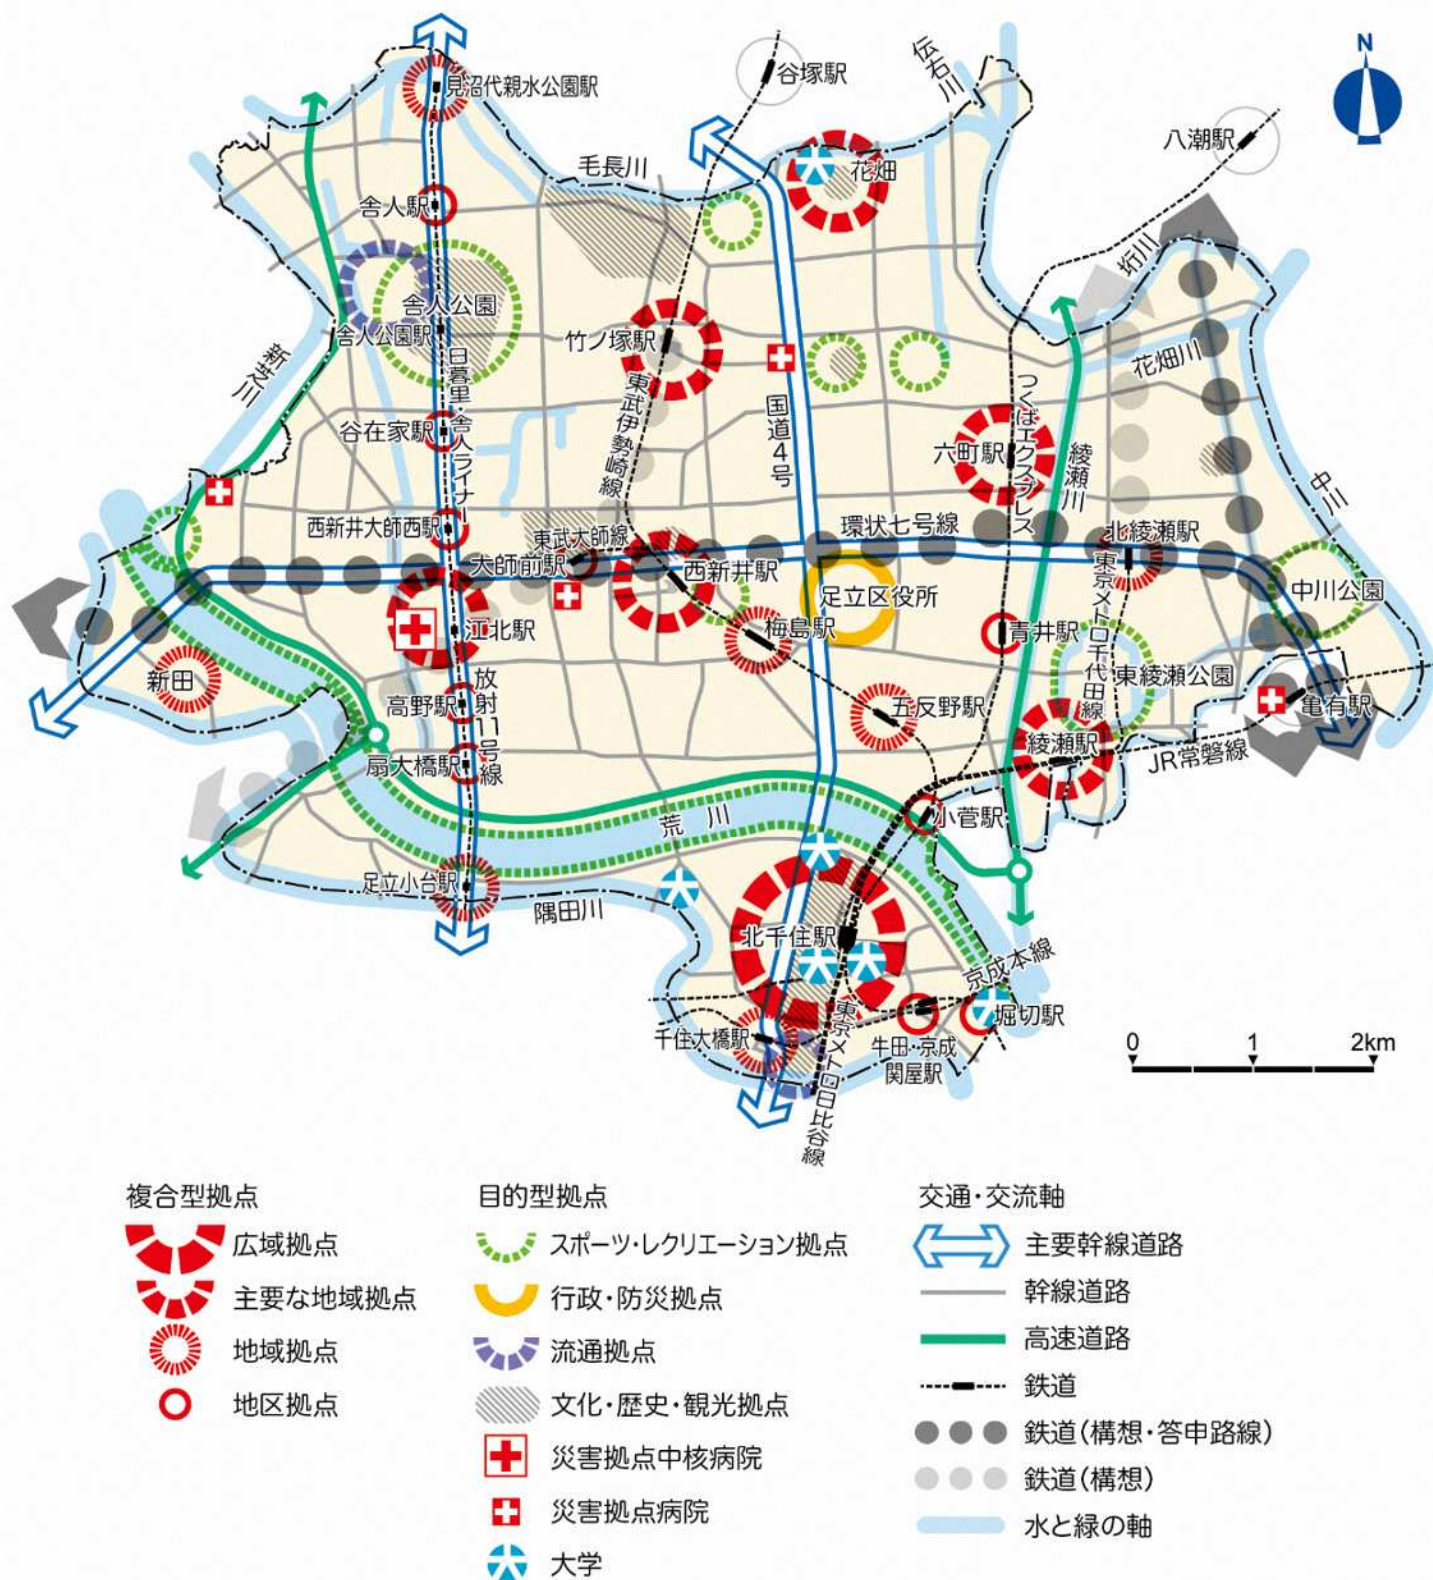 N
見沼代親水公園駅
谷塚駅
伝右川
八潮駅
毛長川
花畑
舎人駅
垳川
舎人公園
舎人公園駅
竹ノ塚駅
花畑川
新芝川
日暮里・舎人ライナー
東武伊勢崎線
国道4号
つくばエクスプレス
谷在家駅
六町駅
綾瀬川
中川
西新井大師西駅
東武大師線
環状七号線
北綾瀬駅
大師前駅
西新井駅
足立区役所
中川公園
江北駅
梅島駅
青井駅
東京メトロ千代田線
東綾瀬公園
新田
高野駅
放射11号線
五反野駅
亀有駅
綾瀬駅
JR常磐線
扇大橋駅
荒川
小菅駅
足立小台駅
隅田川
北千住駅
京成本線
千住大橋駅
東京メトロ日比谷線
牛田・京成
関屋駅
堀切駅
0 1 2km
複合型拠点
広域拠点
主要な地域拠点
地域拠点
地区拠点
目的型拠点
スポーツ・レクリエーション拠点
行政・防災拠点
流通拠点
文化・歴史・観光拠点
災害拠点中核病院
災害拠点病院
大学
交通・交流軸
主要幹線道路
幹線道路
高速道路
鉄道
鉄道(構想・答申路線)
鉄道(構想)
水と緑の軸